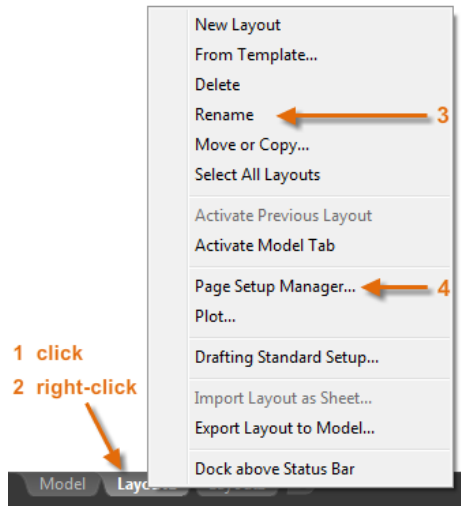 New Layout
From Template...
Delete
Rename
3
Move or Copy...
Select All Layouts
Activate Previous Layout
Activate Model Tab
Page Setup Manager...
4
Plot...
1 click
Drafting Standard Setup...
2 right-click
Import Layout as Sheet...
Export Layout to Model...
Dock above Status Bar
Model